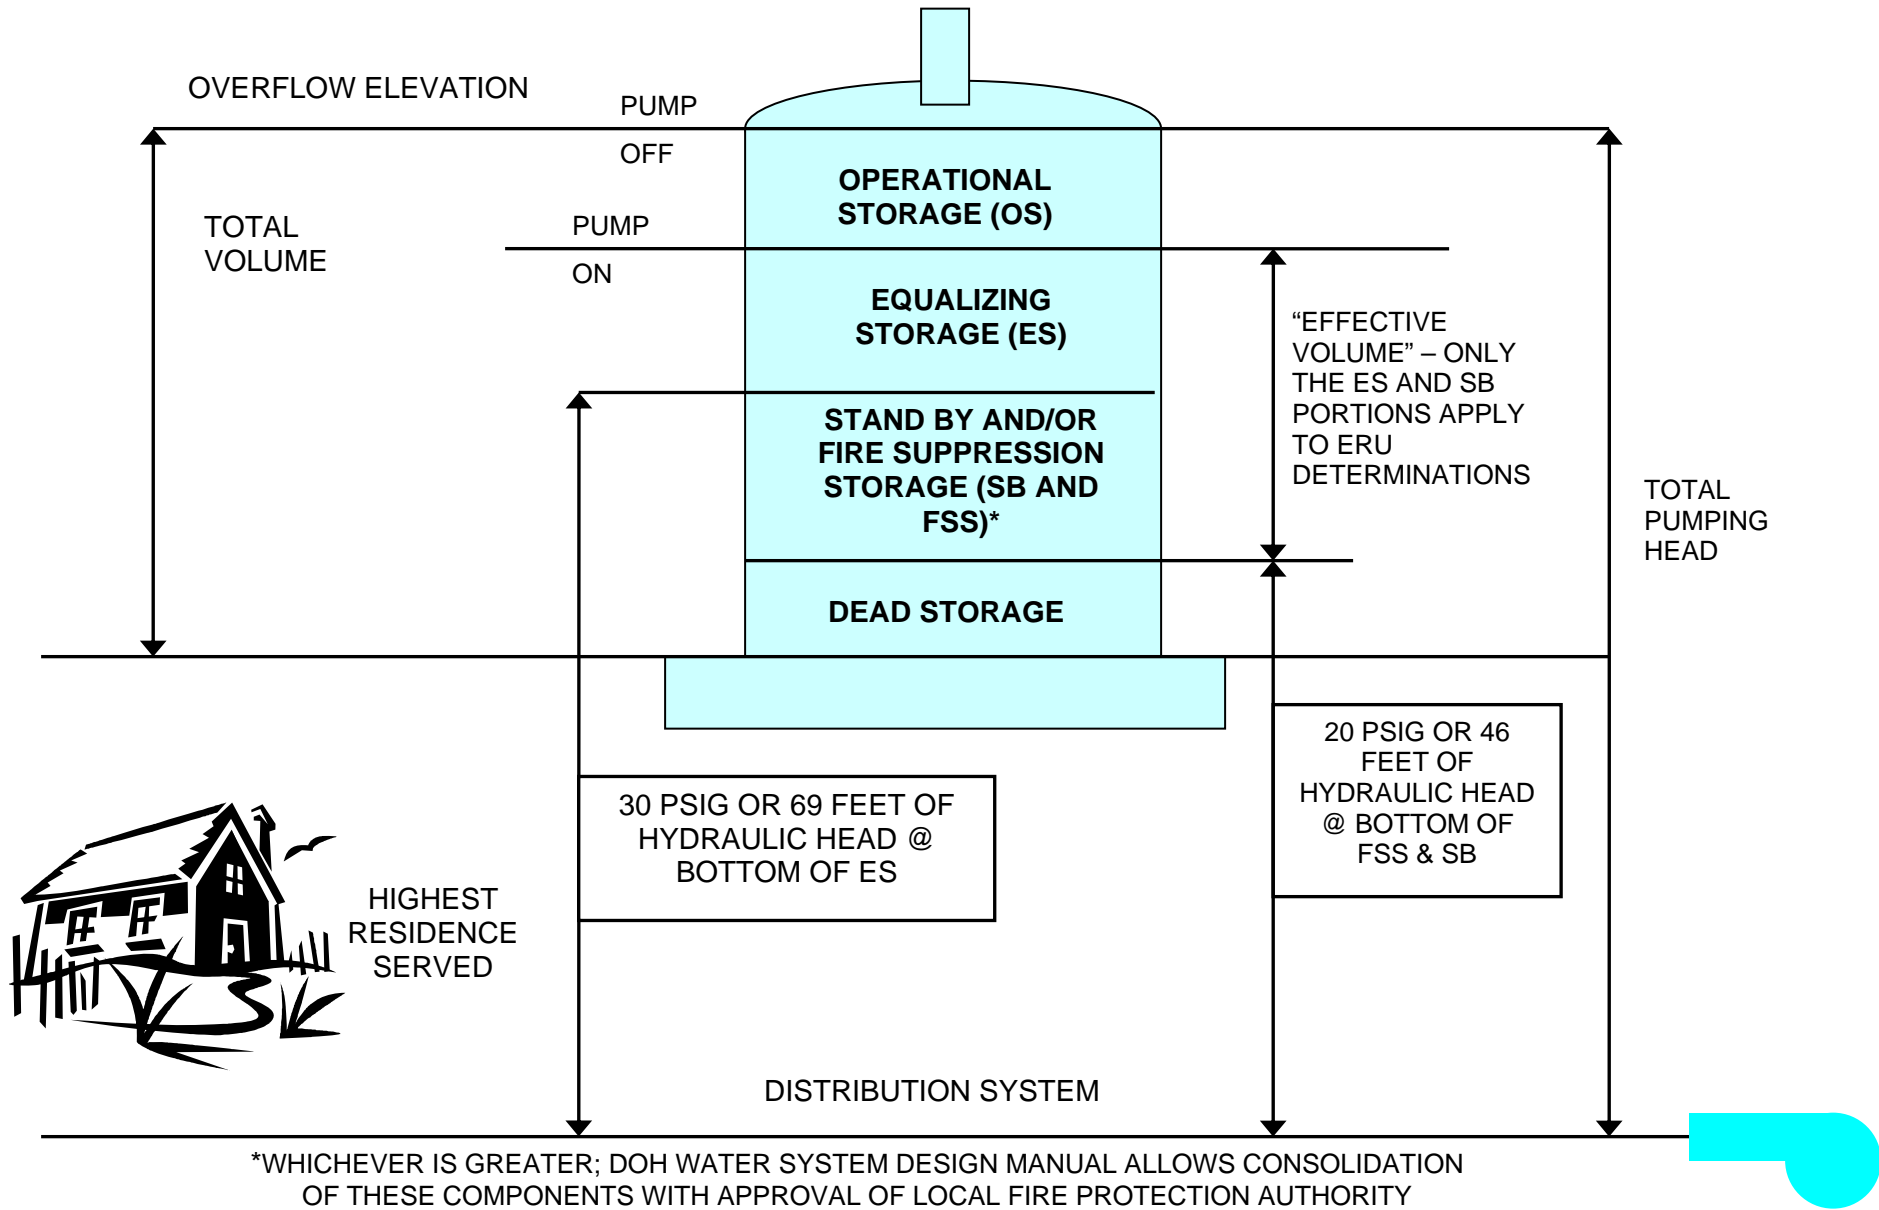 OVERFLOW ELEVATION
PUMP
OFF
OPERATIONAL
STORAGE (OS)
TOTAL
VOLUME
PUMP
ON
EQUALIZING
STORAGE (ES)
“EFFECTIVE
VOLUME” – ONLY
THE ES AND SB
PORTIONS APPLY
TO ERU
DETERMINATIONS
STAND BY AND/OR
FIRE SUPPRESSION
STORAGE (SB AND
FSS)*
TOTAL
PUMPING
HEAD
DEAD STORAGE
20 PSIG OR 46
FEET OF
HYDRAULIC HEAD
@ BOTTOM OF
FSS & SB
30 PSIG OR 69 FEET OF
HYDRAULIC HEAD @
BOTTOM OF ES
HIGHEST
RESIDENCE
SERVED
DISTRIBUTION SYSTEM
*WHICHEVER IS GREATER; DOH WATER SYSTEM DESIGN MANUAL ALLOWS CONSOLIDATION
OF THESE COMPONENTS WITH APPROVAL OF LOCAL FIRE PROTECTION AUTHORITY